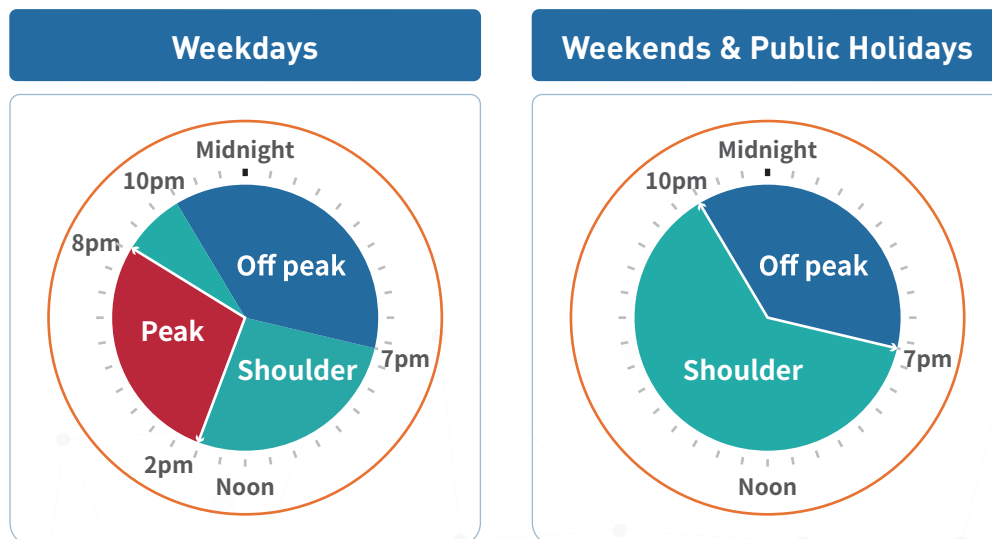 Weekdays
Midnight
10pm
8pm
Off peak
Peak
Shoulder
7pm
2pm
Noon
Weekends & Public Holidays
Midnight
10pm
Off peak
7pm
Shoulder
Noon